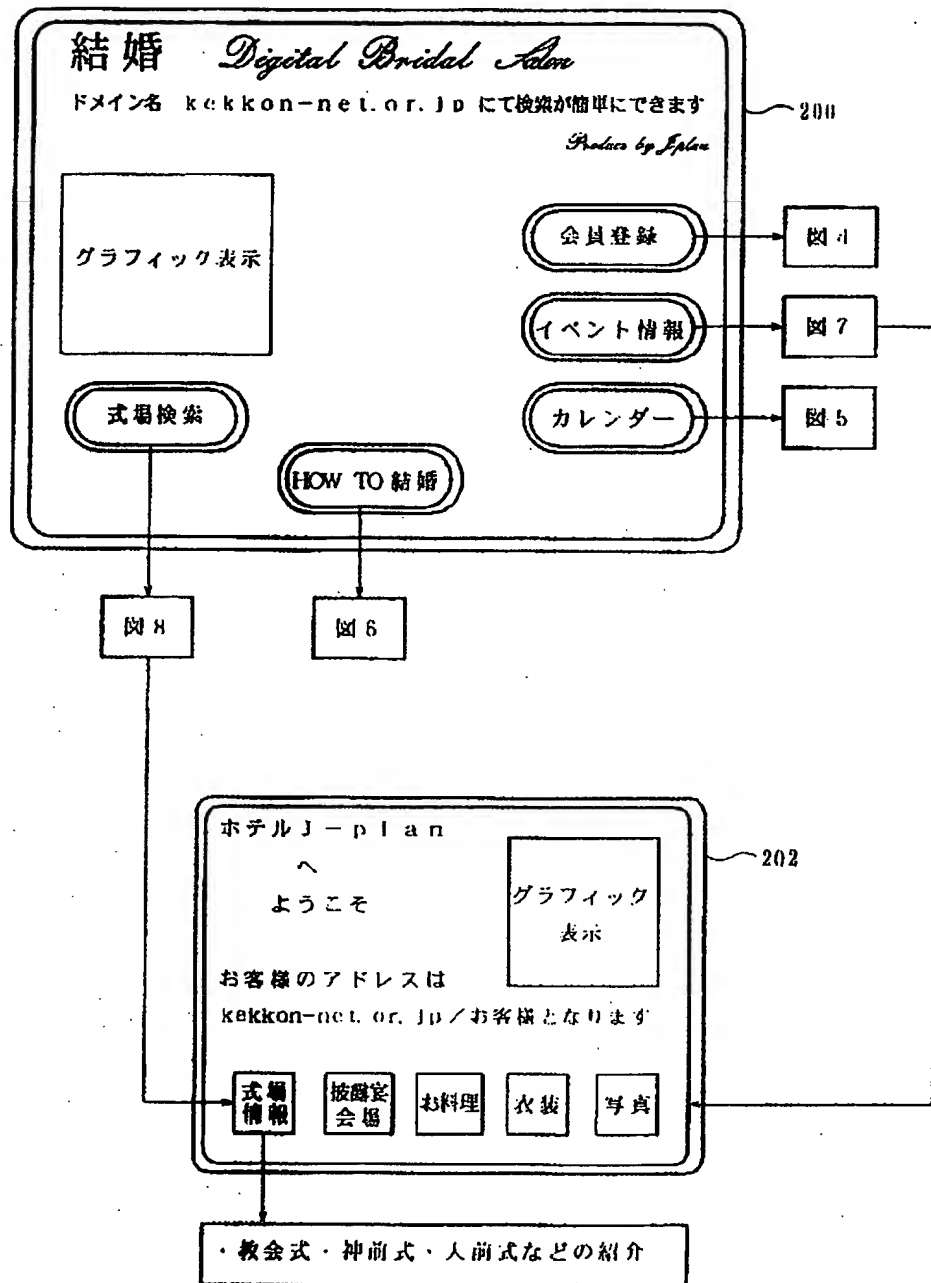 結婚 Digital Bridal Salon
ドメイン名 kekkon-net.or.jp にて検索が簡単にできます
Produce by J-plan
200
グラフィック表示
会員登録
図4
イベント情報
図7
式場検索
カレンダー
図5
HOW TO 結婚
図8
図6
ホテルJ-plan
へ
ようこそ
グラフィック
表示
202
お客様のアドレスは
kekkon-net.or.jp/お客様となります
式場
情報
披露宴
会場
お料理
衣装
写真
・教会式・神前式・人前式などの紹介